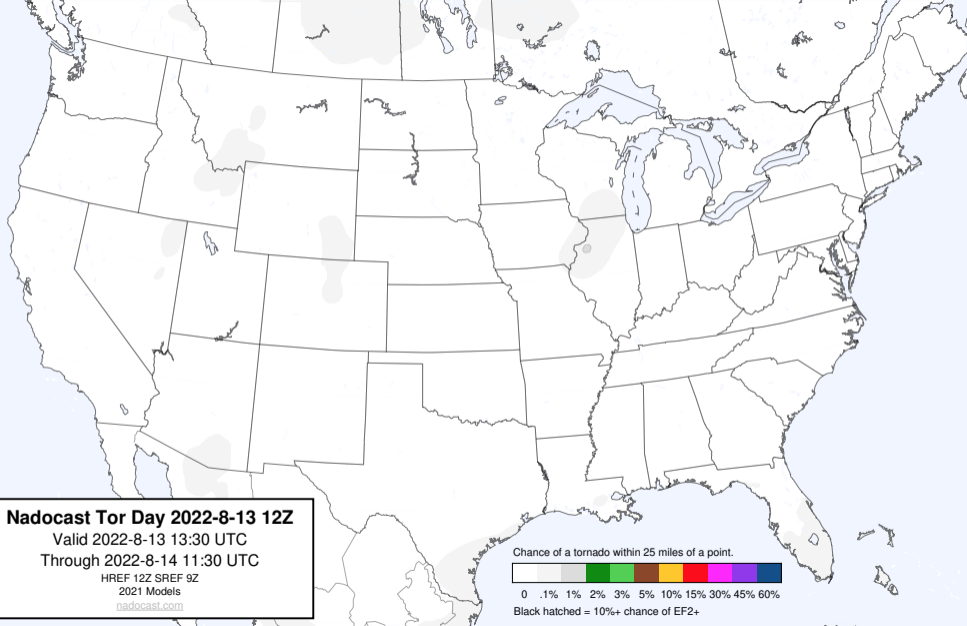 Nadocast Tor Day 2022-8-13 12Z
Valid 2022-8-13 13:30 UTC
Through 2022-8-14 11:30 UTC
HREF 12Z SREF 9Z
2021 Models
nadocast.com
Chance of a tornado within 25 miles of a point.
0 .1% 1% 2% 3% 5% 10% 15% 30% 45% 60%
Black hatched = 10%+ chance of EF2+